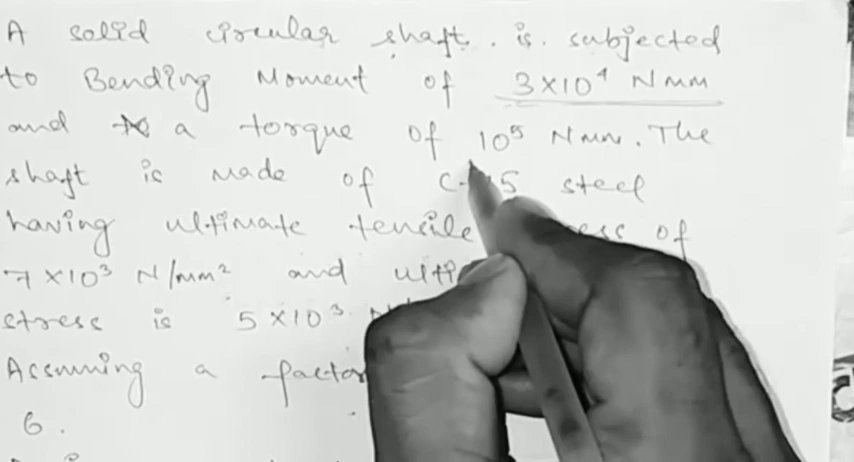 A solid circular shaft. is. subjected
to Bending Moment of 3×10⁴ N mm
and a torque of 10⁵ N mm. The
shaft is made of steel
having ultimate tensile of
7×10³ N/mm² and
stress is 5×10³
Assuming a
6.